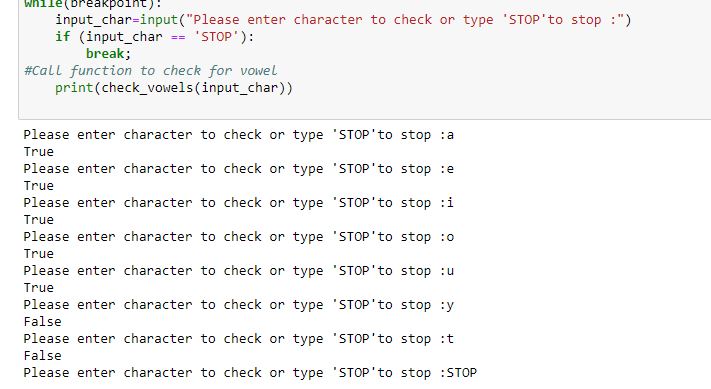 while(breakpoint):
    input_char=input("Please enter character to check or type 'STOP'to stop :")
    if (input_char == 'STOP'):
        break;
#Call function to check for vowel
    print(check_vowels(input_char))
Please enter character to check or type 'STOP'to stop :a
True
Please enter character to check or type 'STOP'to stop :e
True
Please enter character to check or type 'STOP'to stop :i
True
Please enter character to check or type 'STOP'to stop :o
True
Please enter character to check or type 'STOP'to stop :u
True
Please enter character to check or type 'STOP'to stop :y
False
Please enter character to check or type 'STOP'to stop :t
False
Please enter character to check or type 'STOP'to stop :STOP